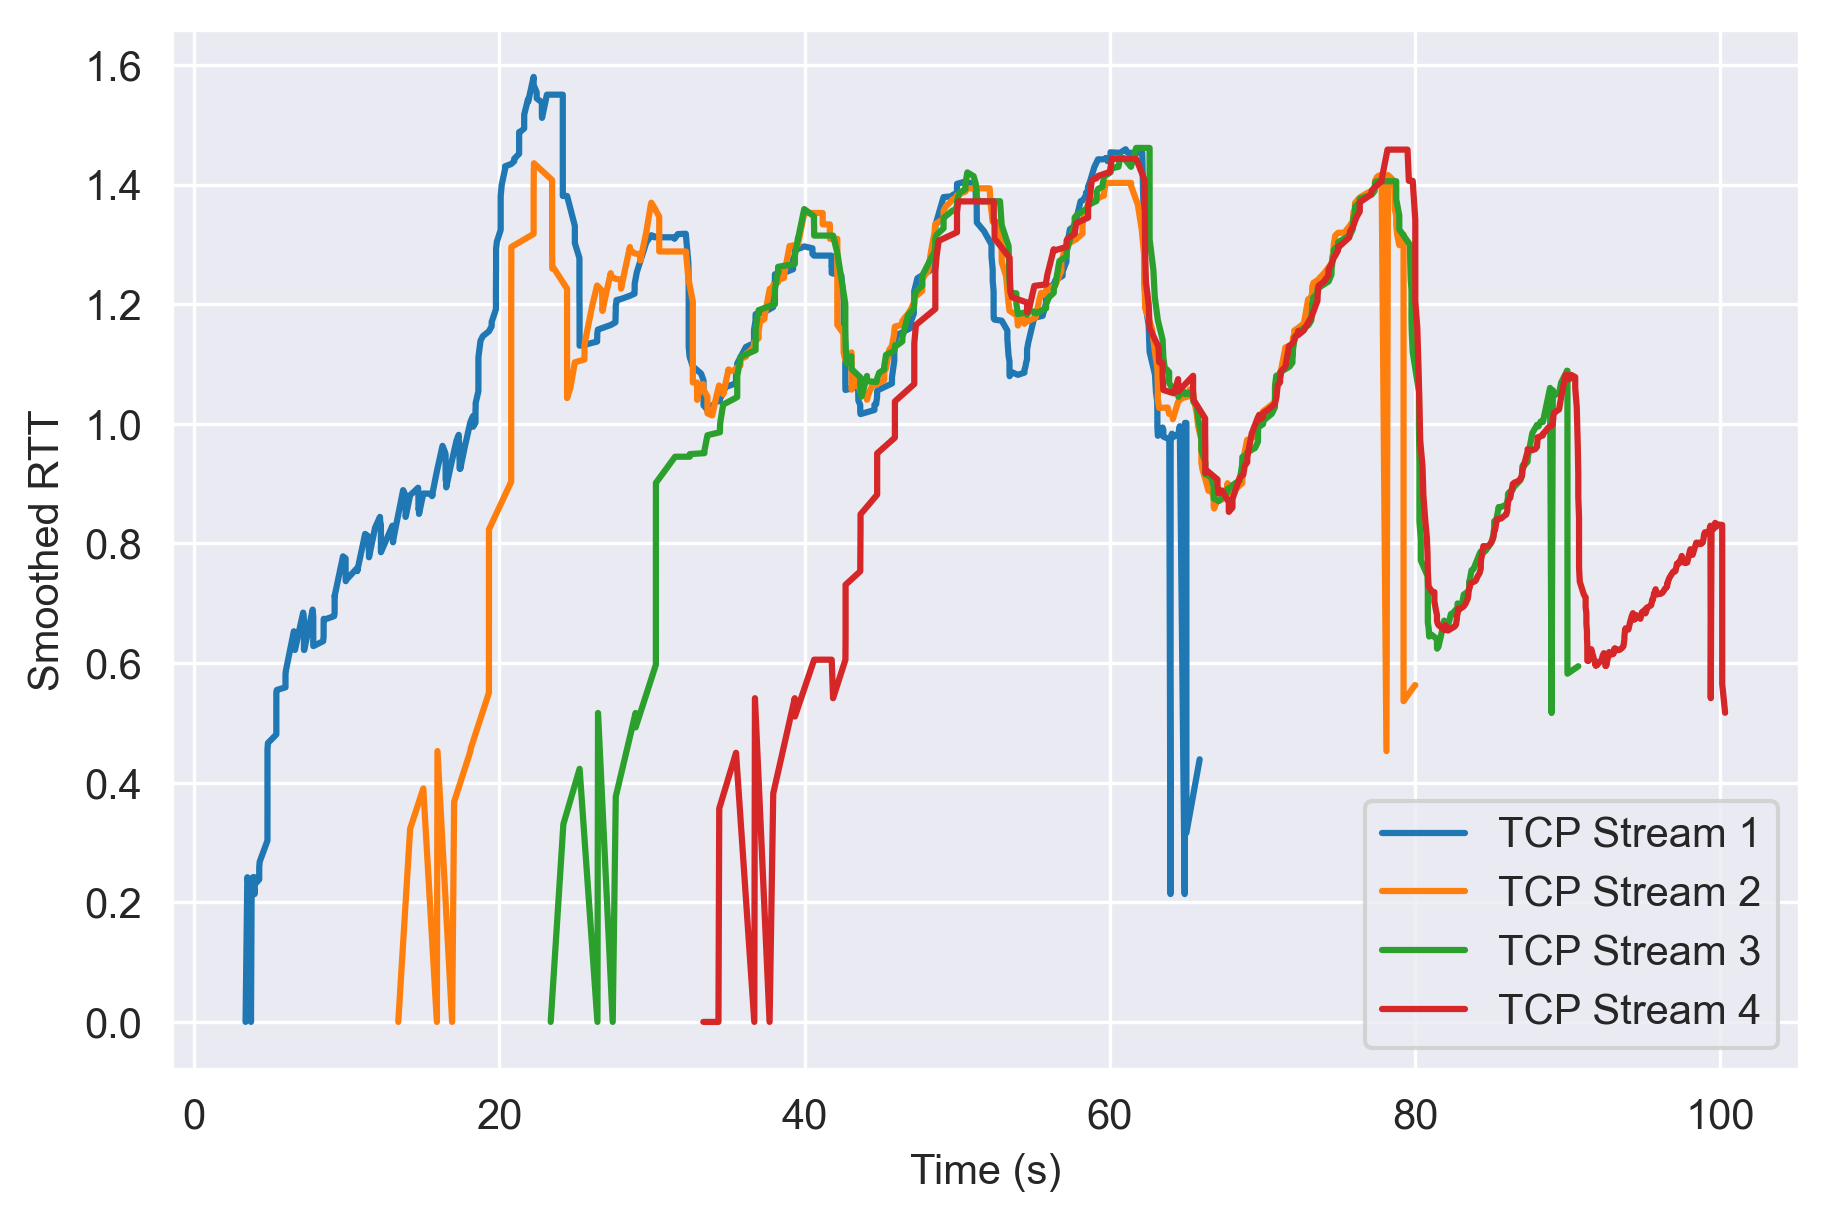 1.6
1.4
1.2
1.0
0.8
0.6
0.4
0.2
0.0
Smoothed RTT
0 20 40 60 80 100
Time (s)
TCP Stream 1
TCP Stream 2
TCP Stream 3
TCP Stream 4